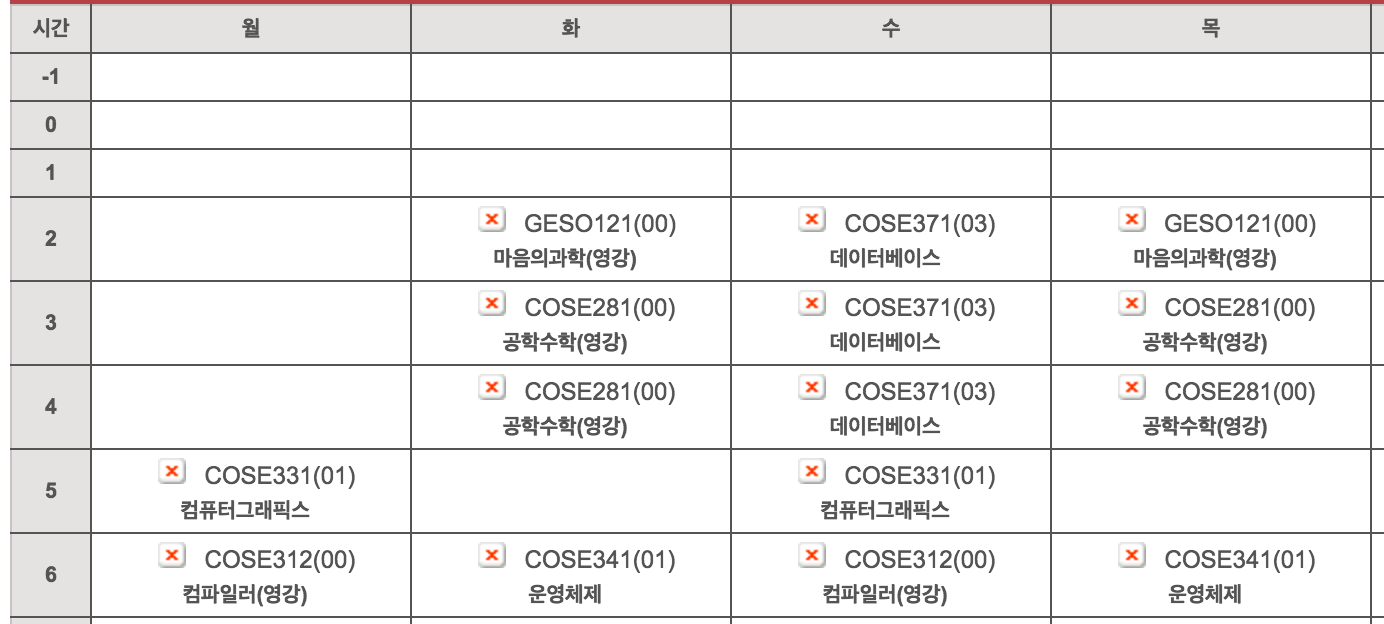 시간 월 화 수 목
-1
0
1
2 GESO121(00) COSE371(03) GESO121(00)
마음의과학(영강) 데이터베이스 마음의과학(영강)
3 COSE281(00) COSE371(03) COSE281(00)
공학수학(영강) 데이터베이스 공학수학(영강)
4 COSE281(00) COSE371(03) COSE281(00)
공학수학(영강) 데이터베이스 공학수학(영강)
5 COSE331(01) COSE331(01)
컴퓨터그래픽스 컴퓨터그래픽스
6 COSE312(00) COSE341(01) COSE312(00) COSE341(01)
컴파일러(영강) 운영체제 컴파일러(영강) 운영체제